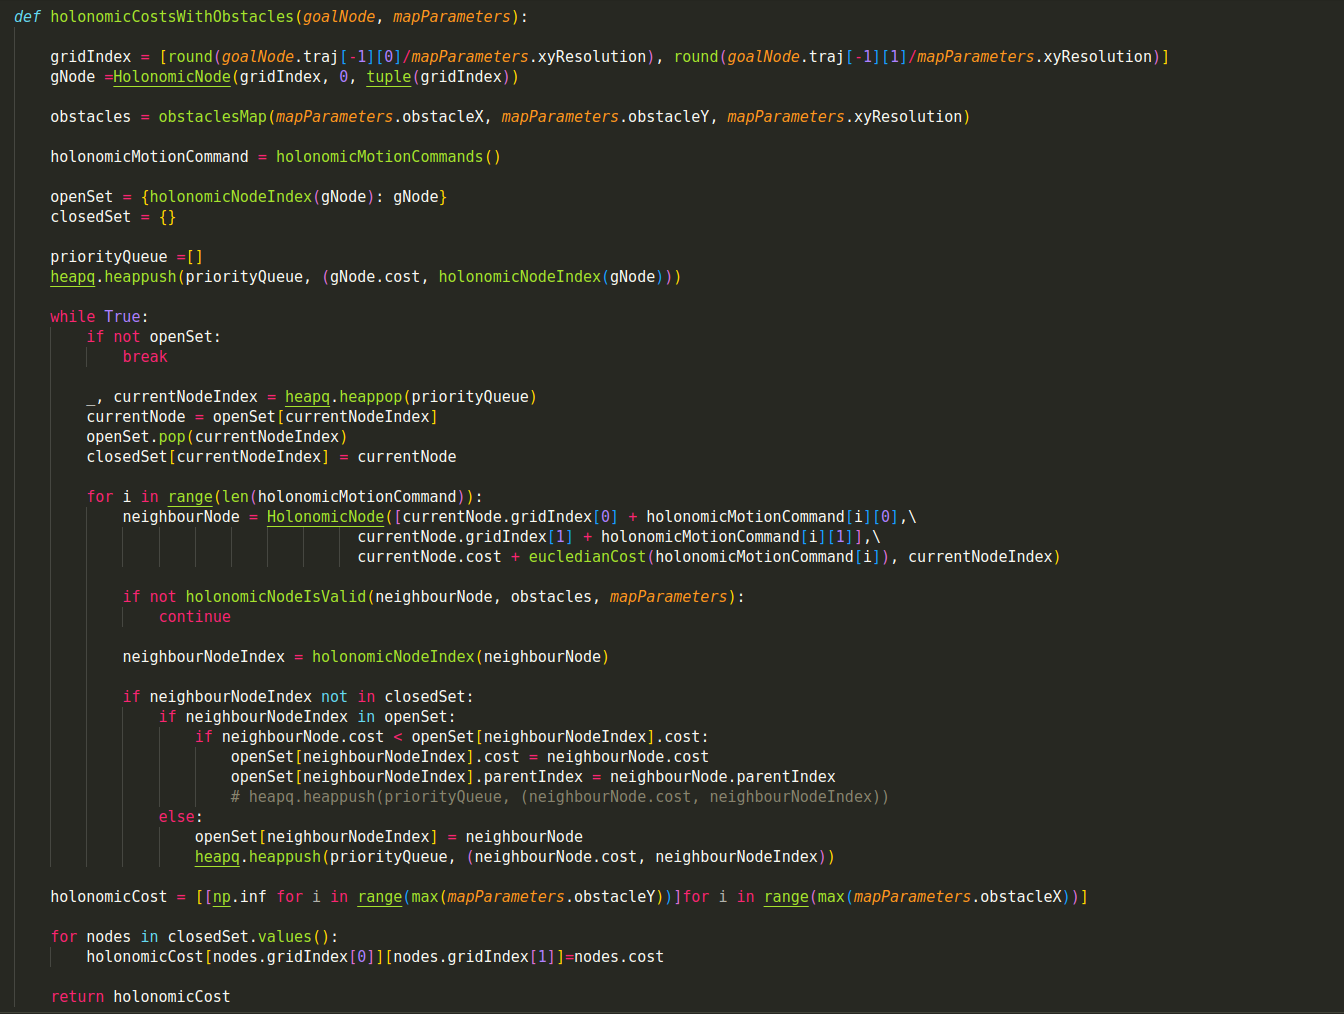 def holonomicCostsWithObstacles(goalNode, mapParameters):
gridIndex = [round(goalNode.traj[-1][0]/mapParameters.xyResolution), round(goalNode.traj[-1][1]/mapParameters.xyResolution)]
gNode =HolonomicNode(gridIndex, 0, tuple(gridIndex))
obstacles = obstaclesMap(mapParameters.obstacleX, mapParameters.obstacleY, mapParameters.xyResolution)
holonomicMotionCommand = holonomicMotionCommands()
openSet = {holonomicNodeIndex(gNode): gNode}
closedSet = {}
priorityQueue =[]
heapq.heappush(priorityQueue, (gNode.cost, holonomicNodeIndex(gNode)))
while True:
if not openSet:
break
_, currentNodeIndex = heapq.heappop(priorityQueue)
currentNode = openSet[currentNodeIndex]
openSet.pop(currentNodeIndex)
closedSet[currentNodeIndex] = currentNode
for i in range(len(holonomicMotionCommand)):
neighbourNode = HolonomicNode([currentNode.gridIndex[0] + holonomicMotionCommand[i][0],\
currentNode.gridIndex[1] + holonomicMotionCommand[i][1]],\
currentNode.cost + eucledianCost(holonomicMotionCommand[i]), currentNodeIndex)
if not holonomicNodeIsValid(neighbourNode, obstacles, mapParameters):
continue
neighbourNodeIndex = holonomicNodeIndex(neighbourNode)
if neighbourNodeIndex not in closedSet:
if neighbourNodeIndex in openSet:
if neighbourNode.cost < openSet[neighbourNodeIndex].cost:
openSet[neighbourNodeIndex].cost = neighbourNode.cost
openSet[neighbourNodeIndex].parentIndex = neighbourNode.parentIndex
# heapq.heappush(priorityQueue, (neighbourNode.cost, neighbourNodeIndex))
else:
openSet[neighbourNodeIndex] = neighbourNode
heapq.heappush(priorityQueue, (neighbourNode.cost, neighbourNodeIndex))
holonomicCost = [[np.inf for i in range(max(mapParameters.obstacleY))]for i in range(max(mapParameters.obstacleX))]
for nodes in closedSet.values():
holonomicCost[nodes.gridIndex[0]][nodes.gridIndex[1]]=nodes.cost
return holonomicCost